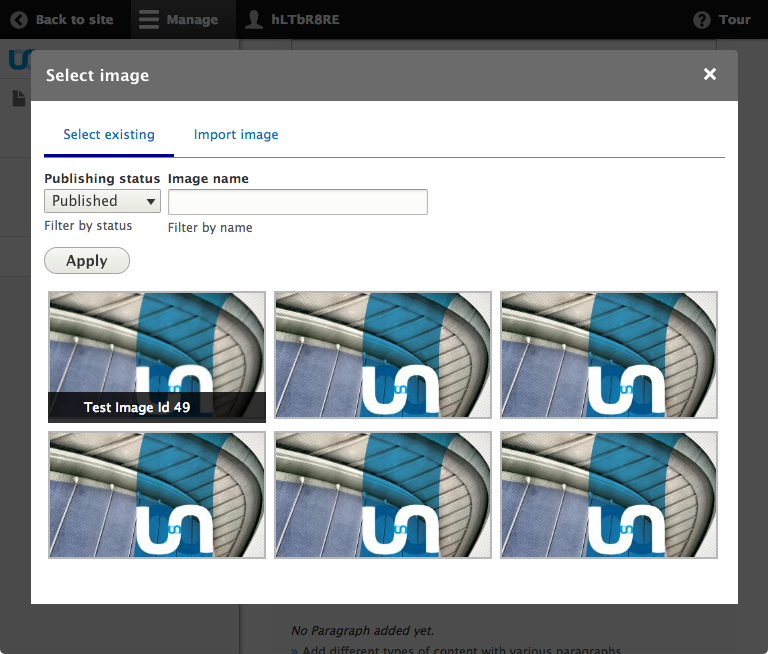 Back to site Manage hLTbR8RE Tour
Select image
Select existing Import image
Publishing status Image name
Published
Filter by status Filter by name
Apply
Test Image Id 49
No Paragraph added yet.
» Add different types of content with various paragraphs